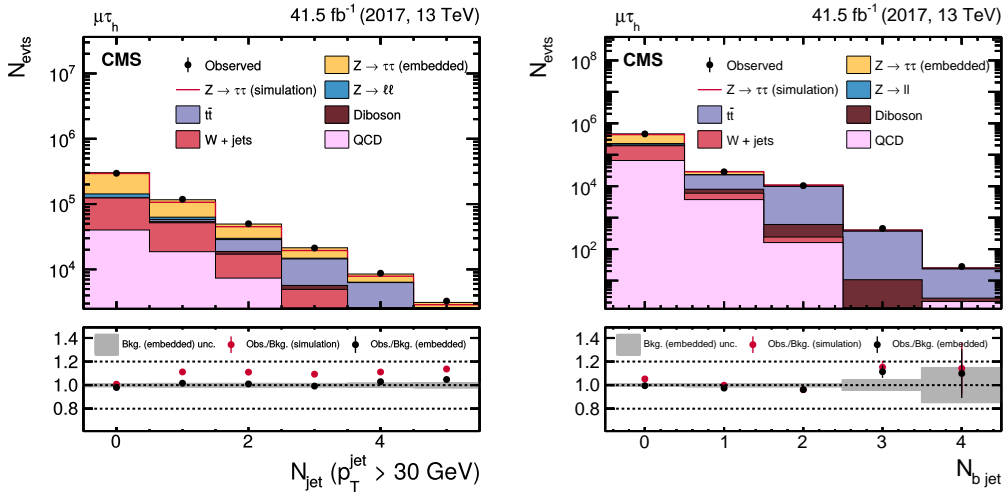 μτh 41.5 fb⁻¹ (2017, 13 TeV)
CMS
Nevts
10⁷
10⁶
10⁵
10⁴
Observed
Z → ττ (simulation)
tt̄
W + jets
Z → ττ (embedded)
Z → ℓℓ
Diboson
QCD
1.4
1.2
1.0
0.8
Bkg. (embedded) unc. Obs./Bkg. (simulation) Obs./Bkg. (embedded)
0 2 4
Njet (pTjet > 30 GeV)
μτh 41.5 fb⁻¹ (2017, 13 TeV)
CMS
Nevts
10⁸
10⁶
10⁴
10²
Observed
Z → ττ (simulation)
tt̄
W + jets
Z → ττ (embedded)
Z → ll
Diboson
QCD
1.4
1.2
1.0
0.8
Bkg. (embedded) unc. Obs./Bkg. (simulation) Obs./Bkg. (embedded)
0 1 2 3 4
Nb jet